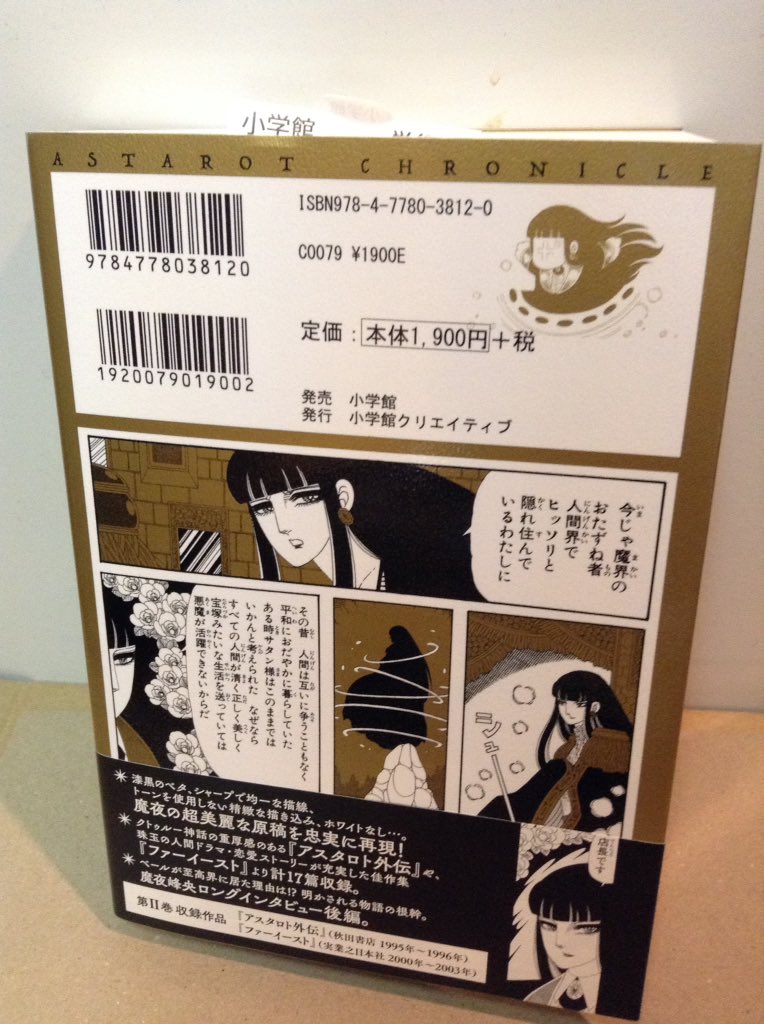 小学館
ASTAROT CHRONICLE
ISBN978-4-7780-3812-0
9784778038120
C0079 ¥1900E
定価：本体1,900円+税
1920079019002
発売 小学館
発行 小学館クリエイティブ
今じゃ魔界の
おたずね者
人間界で
ヒッソリと
隠れ住んで
いるわたしに
シュー
その昔 人間は互いに争うこともなく
平和におだやかに暮らしていた
ある時サタン様はこのままでは
いかんと考えられた なぜなら
すべての人間が清く正しく美しく
宝塚みたいな生活を送っていては
悪魔が活躍できないからだ
店長です
＊漆黒のベタ、シャープで均一な描線、
トーンを使用しない精緻な描き込み、ホワイトなし…。
魔夜の超美麗な原稿を忠実に再現！
＊クトゥルー神話の重厚感のある『アスタロト外伝』や、
珠玉の人間ドラマ・恋愛ストーリーが充実した佳作集
『ファーイースト』より計17篇収録。
＊ベールが至高界に居た理由は!? 明かされる物語の根幹。
魔夜峰央ロングインタビュー後編。
第II巻 収録作品 『アスタロト外伝』(秋田書店 1995年～1996年)
『ファーイースト』(実業之日本社 2000年～2003年)